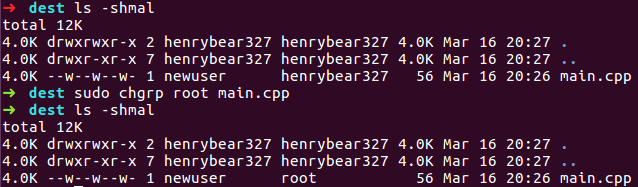 ➜ dest ls -shmal
total 12K
4.0K drwxrwxr-x 2 henrybear327 henrybear327 4.0K Mar 16 20:27 .
4.0K drwxr-xr-x 7 henrybear327 henrybear327 4.0K Mar 16 20:27 ..
4.0K --w--w--w- 1 newuser      henrybear327   56 Mar 16 20:26 main.cpp
➜ dest sudo chgrp root main.cpp
➜ dest ls -shmal
total 12K
4.0K drwxrwxr-x 2 henrybear327 henrybear327 4.0K Mar 16 20:27 .
4.0K drwxr-xr-x 7 henrybear327 henrybear327 4.0K Mar 16 20:27 ..
4.0K --w--w--w- 1 newuser      root           56 Mar 16 20:26 main.cpp